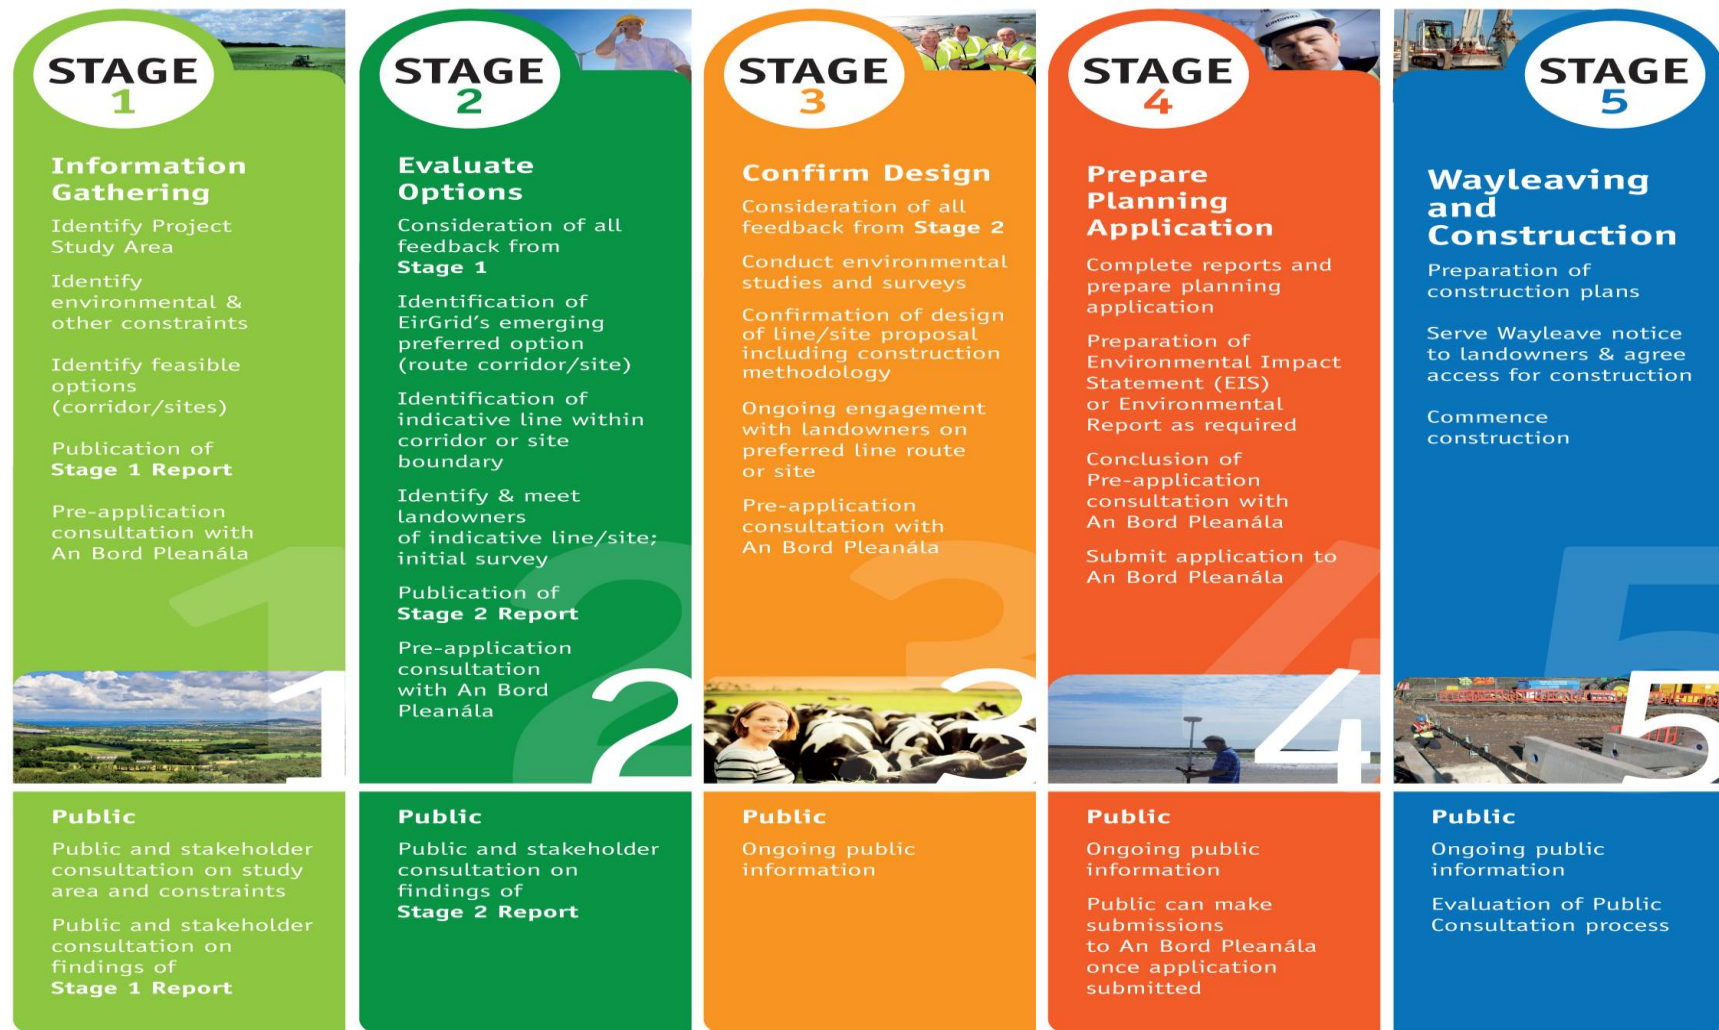 STAGE
1
Information
Gathering
Identify Project
Study Area
Identify
environmental &
other constraints
Identify feasible
options
(corridor/sites)
Publication of
Stage 1 Report
Pre-application
consultation with
An Bord Pleanála
1
1
Public
Public and stakeholder
consultation on study
area and constraints
Public and stakeholder
consultation on
findings of
Stage 1 Report
STAGE
2
Evaluate
Options
Consideration of all
feedback from
Stage 1
Identification of
EirGrid’s emerging
preferred option
(route corridor/site)
Identification of
indicative line within
corridor or site
boundary
Identify & meet
landowners
of indicative line/site;
initial survey
Publication of
Stage 2 Report
Pre-application
consultation
with An Bord
Pleanála
2
2
Public
Public and stakeholder
consultation on
findings of
Stage 2 Report
STAGE
3
Confirm Design
Consideration of all
feedback from Stage 2
Conduct environmental
studies and surveys
Confirmation of design
of line/site proposal
including construction
methodology
Ongoing engagement
with landowners on
preferred line route
or site
Pre-application
consultation with
An Bord Pleanála
3
3
Public
Ongoing public
information
STAGE
4
Prepare
Planning
Application
Complete reports and
prepare planning
application
Preparation of
Environmental Impact
Statement (EIS)
or Environmental
Report as required
Conclusion of
Pre-application
consultation with
An Bord Pleanála
Submit application to
An Bord Pleanála
4
4
Public
Ongoing public
information
Public can make
submissions
to An Bord Pleanála
once application
submitted
STAGE
5
Wayleaving
and
Construction
Preparation of
construction plans
Serve Wayleave notice
to landowners & agree
access for construction
Commence
construction
5
5
Public
Ongoing public
information
Evaluation of Public
Consultation process